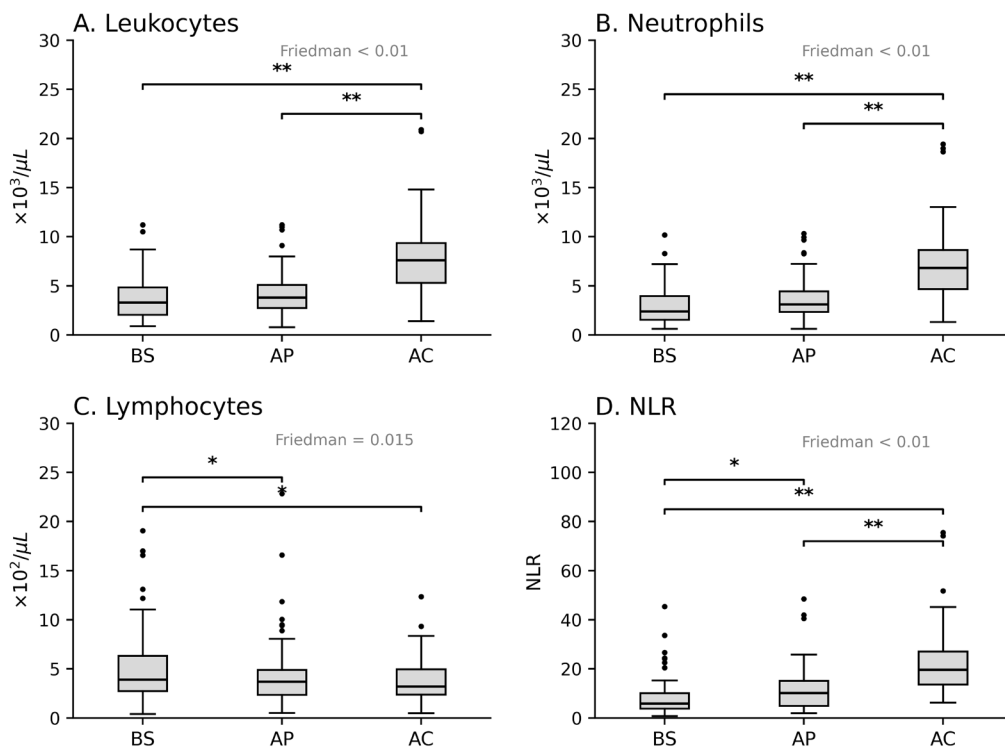 A. Leukocytes
Friedman < 0.01
**
**
×10³/μL
30
25
20
15
10
5
0
BS AP AC
B. Neutrophils
Friedman < 0.01
**
**
×10³/μL
30
25
20
15
10
5
0
BS AP AC
C. Lymphocytes
Friedman = 0.015
*
*
×10²/μL
30
25
20
15
10
5
0
BS AP AC
D. NLR
Friedman < 0.01
*
**
**
NLR
120
100
80
60
40
20
0
BS AP AC